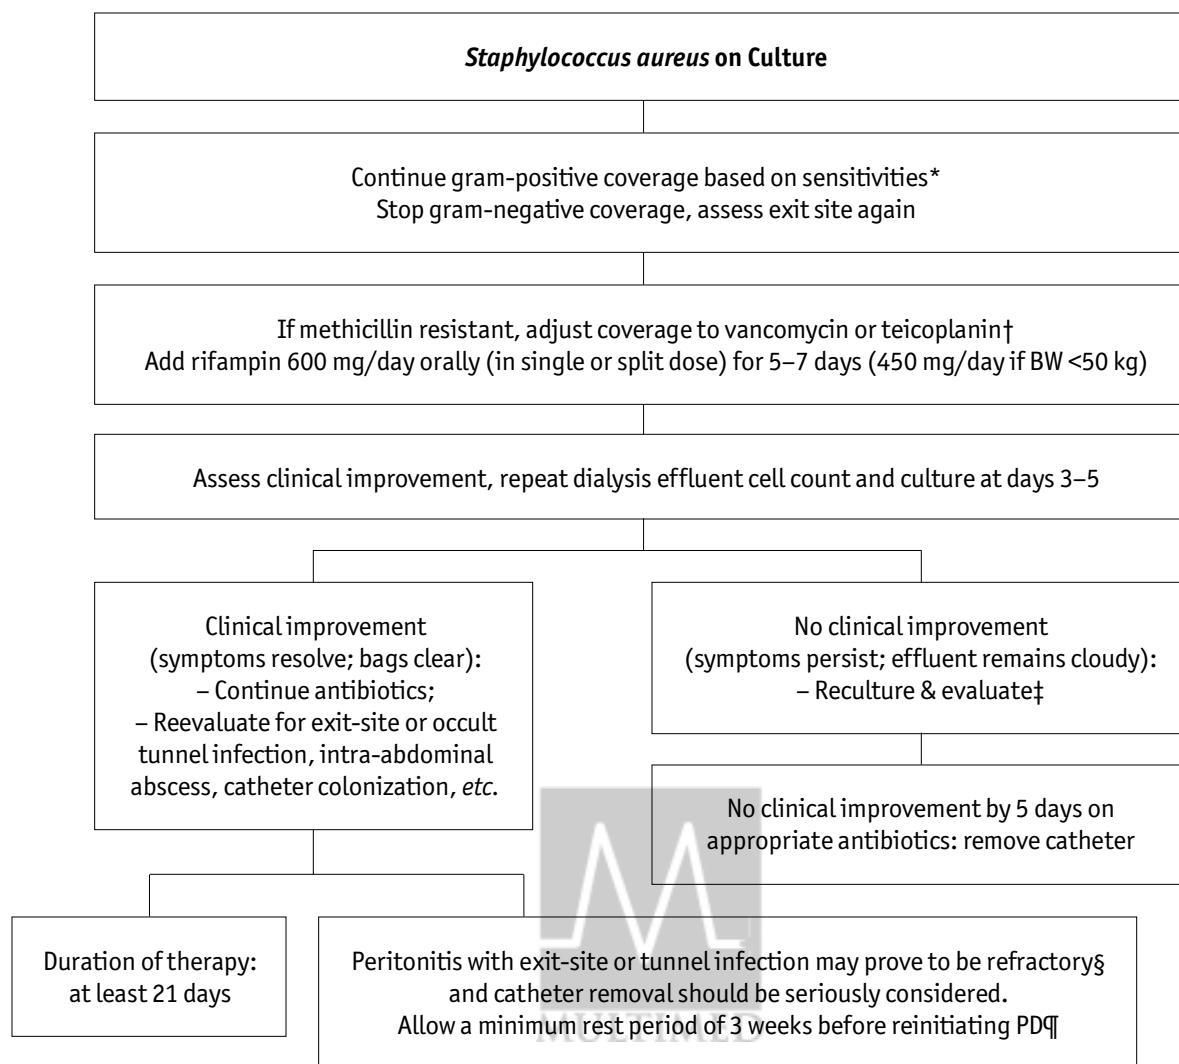 Staphylococcus aureus on Culture
Continue gram-positive coverage based on sensitivities*
Stop gram-negative coverage, assess exit site again
If methicillin resistant, adjust coverage to vancomycin or teicoplanin†
Add rifampin 600 mg/day orally (in single or split dose) for 5–7 days (450 mg/day if BW <50 kg)
Assess clinical improvement, repeat dialysis effluent cell count and culture at days 3–5
Clinical improvement
(symptoms resolve; bags clear):
– Continue antibiotics;
– Reevaluate for exit-site or occult
tunnel infection, intra-abdominal
abscess, catheter colonization, etc.
No clinical improvement
(symptoms persist; effluent remains cloudy):
– Reculture & evaluate‡
No clinical improvement by 5 days on
appropriate antibiotics: remove catheter
Duration of therapy:
at least 21 days
Peritonitis with exit-site or tunnel infection may prove to be refractory§
and catheter removal should be seriously considered.
Allow a minimum rest period of 3 weeks before reinitiating PD¶
MULTIMED